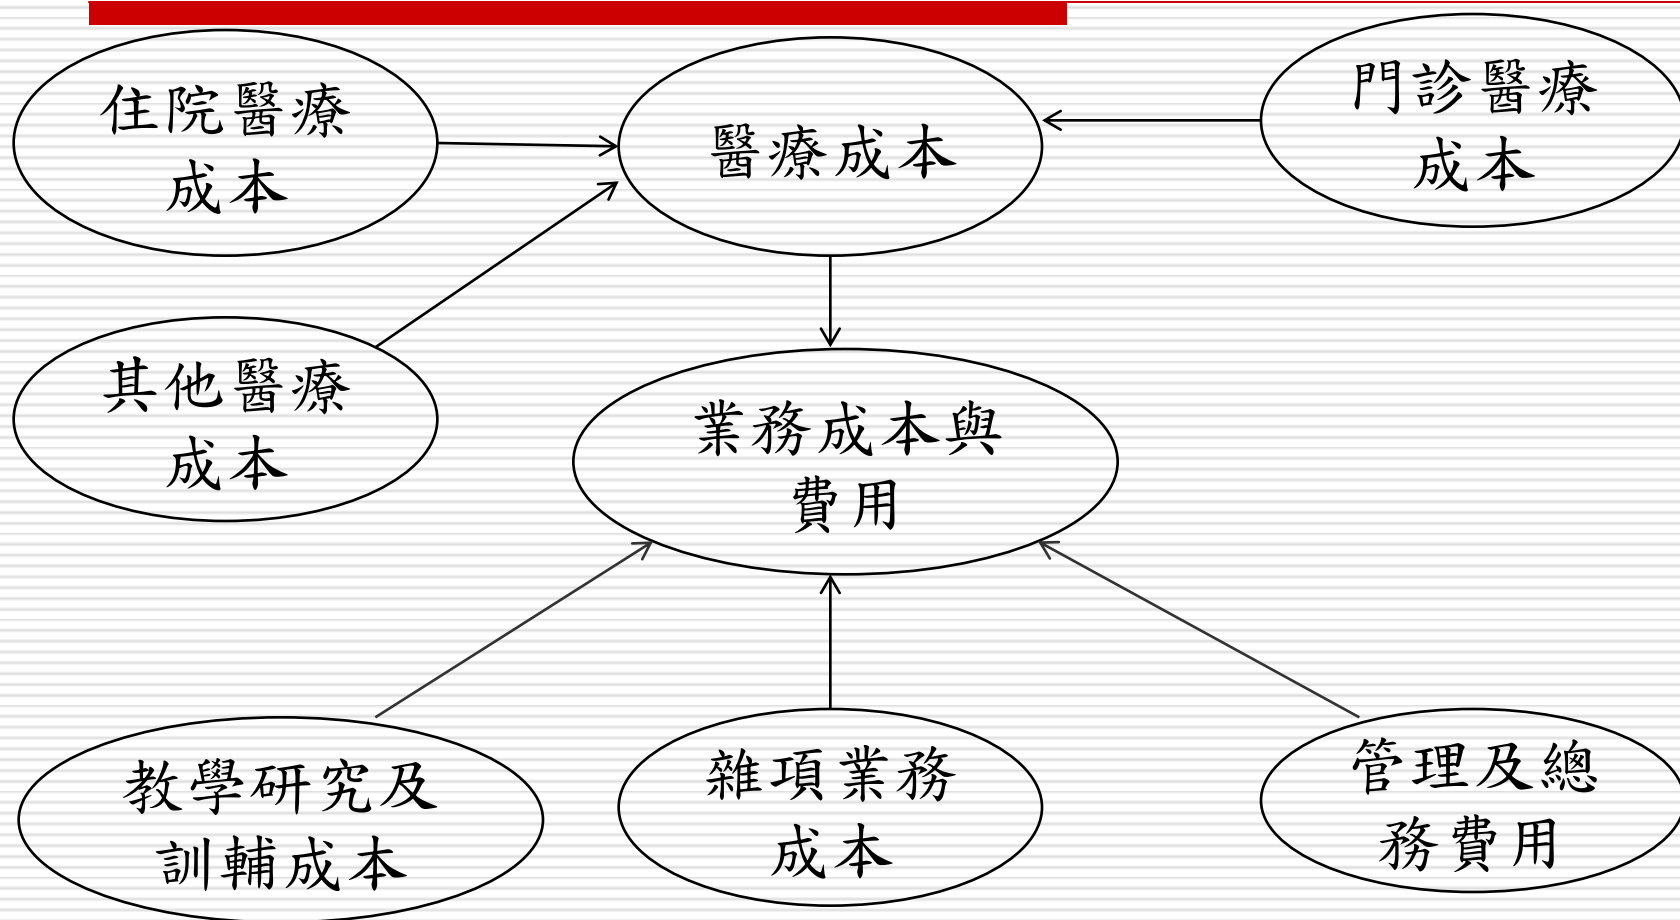 住院醫療
成本
醫療成本
門診醫療
成本
其他醫療
成本
業務成本與
費用
教學研究及
訓輔成本
雜項業務
成本
管理及總
務費用